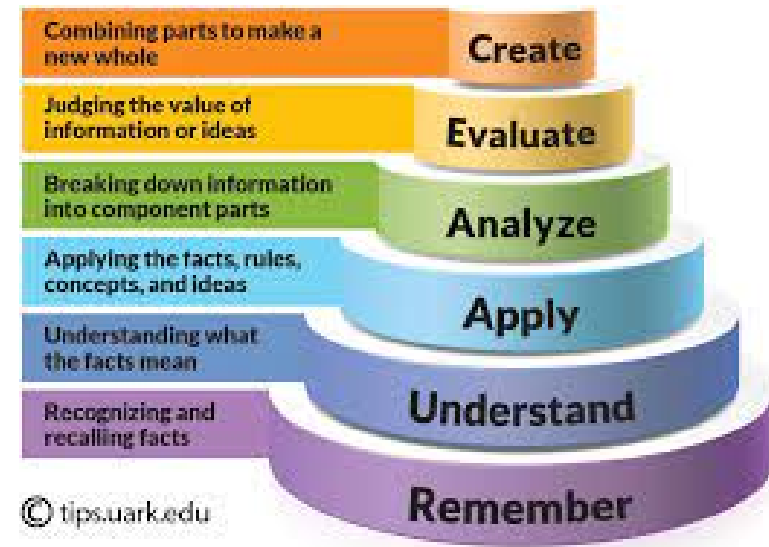 Combining parts to make a
new whole
Create
Judging the value of
information or ideas
Evaluate
Breaking down information
into component parts
Analyze
Applying the facts, rules,
concepts, and ideas
Apply
Understanding what
the facts mean
Understand
Recognizing and
recalling facts
Remember
© tips.uark.edu